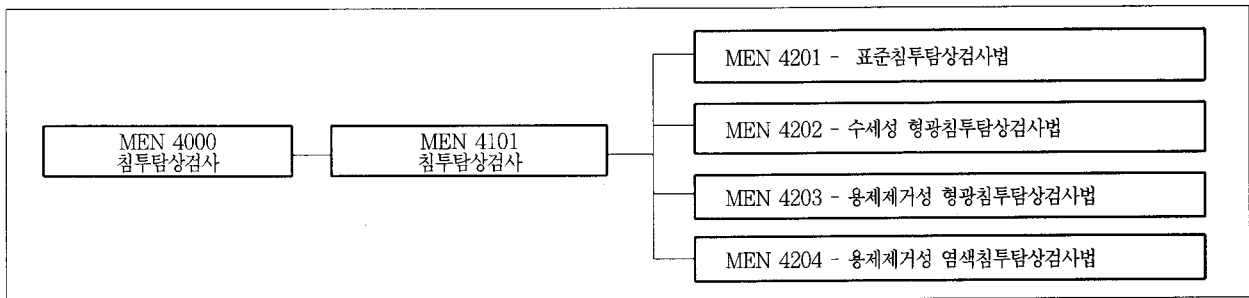 MEN 4201 - 표준침투탐상검사법
MEN 4000
침투탐상검사
MEN 4101
침투탐상검사
MEN 4202 - 수세성 형광침투탐상검사법
MEN 4203 - 용제제거성 형광침투탐상검사법
MEN 4204 - 용제제거성 염색침투탐상검사법